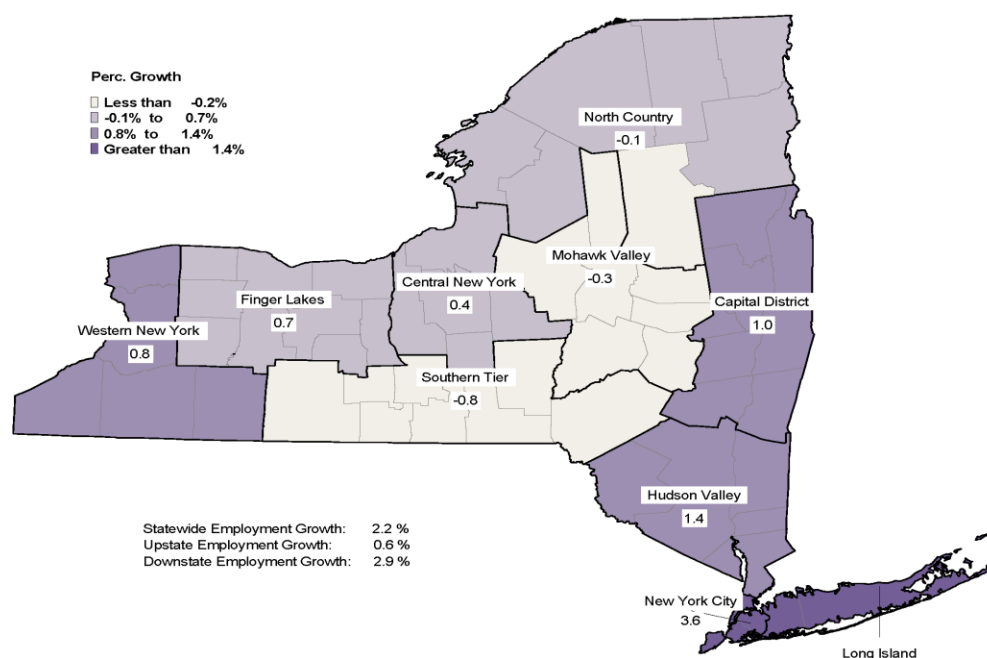 Perc. Growth
Less than -0.2%
-0.1% to 0.7%
0.8% to 1.4%
Greater than 1.4%
North Country
-0.1
Mohawk Valley
-0.3
Central New York
0.4
Finger Lakes
0.7
Capital District
1.0
Western New York
0.8
Southern Tier
-0.8
Hudson Valley
1.4
Statewide Employment Growth: 2.2 %
Upstate Employment Growth: 0.6 %
Downstate Employment Growth: 2.9 %
New York City
3.6
Long Island